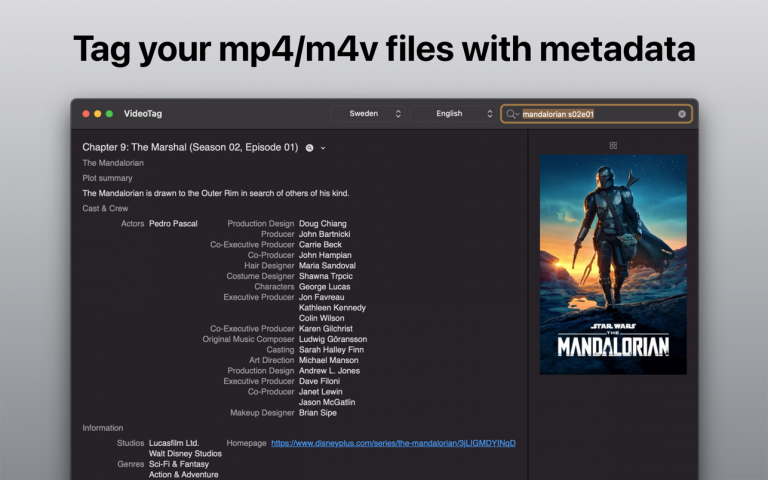 Tag your mp4/m4v files with metadata
VideoTag
Sweden
English
mandalorian s02e01
Chapter 9: The Marshal (Season 02, Episode 01)
The Mandalorian
Plot summary
The Mandalorian is drawn to the Outer Rim in search of others of his kind.
Cast & Crew
Actors Pedro Pascal Production Design Doug Chiang
Producer John Bartnicki
Co-Executive Producer Carrie Beck
Co-Producer John Hampian
Hair Designer Maria Sandoval
Costume Designer Shawna Trpcic
Characters George Lucas
Executive Producer Jon Favreau
Kathleen Kennedy
Colin Wilson
Co-Executive Producer Karen Gilchrist
Original Music Composer Ludwig Göransson
Casting Sarah Halley Finn
Art Direction Michael Manson
Production Design Andrew L. Jones
Executive Producer Dave Filoni
Co-Producer Janet Lewin
Jason McGatlin
Makeup Designer Brian Sipe
Information
Studios Lucasfilm Ltd. Homepage https://www.disneyplus.com/series/the-mandalorian/3jLIGMDYINqD
Walt Disney Studios
Genres Sci-Fi & Fantasy
Action & Adventure
STAR WARS
THE
MANDALORIAN